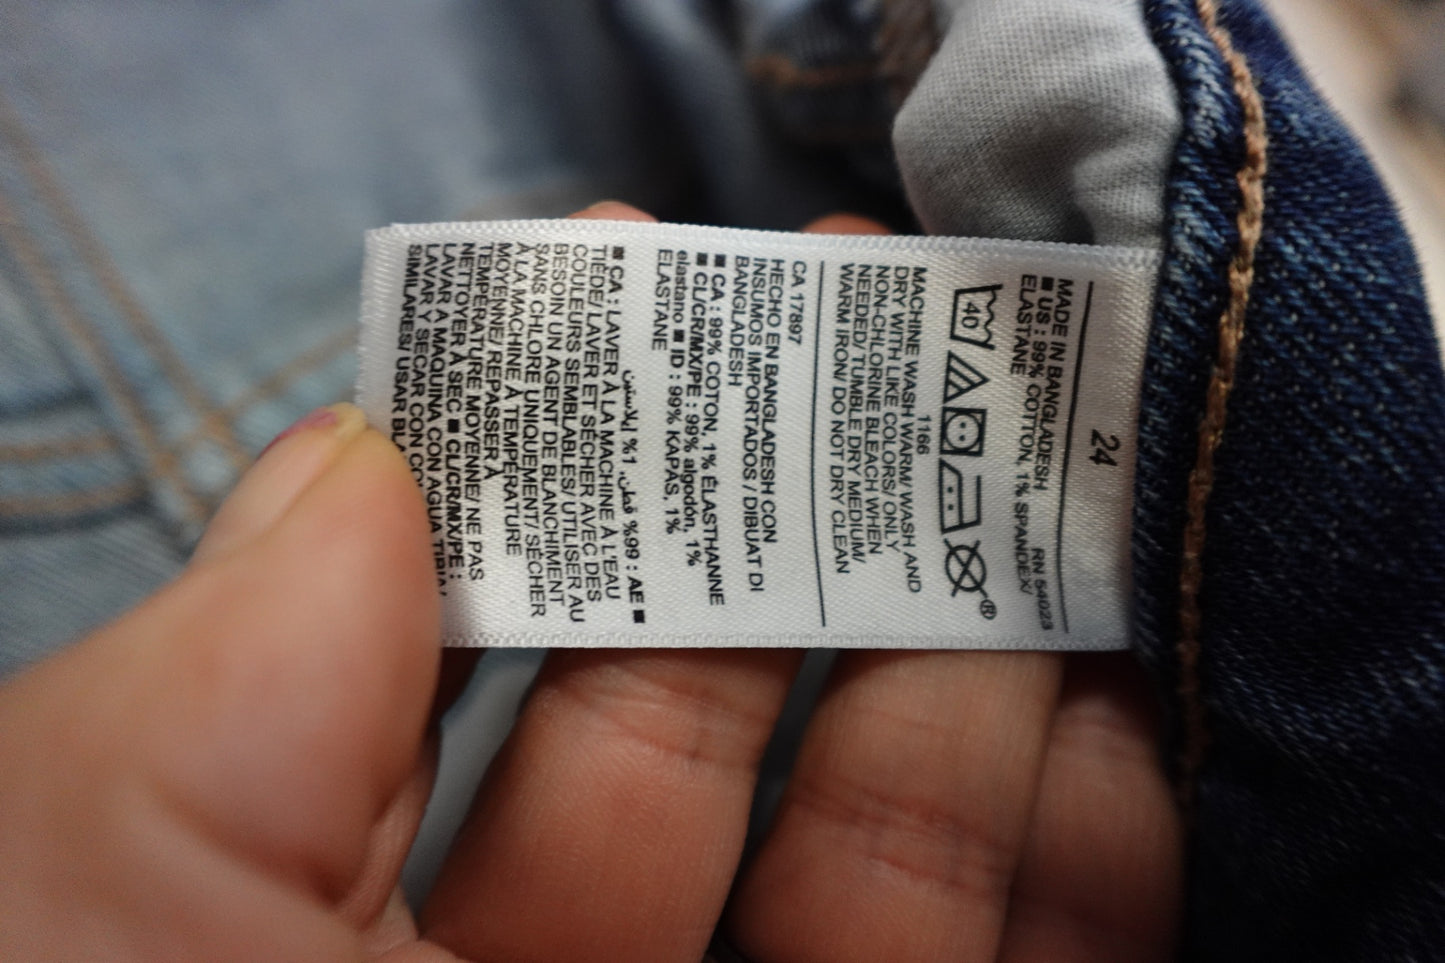 24
MADE IN BANGLADESH RN 54023
■ US : 99% COTTON, 1% SPANDEX/
ELASTANE
40
®
1166
MACHINE WASH WARM/ WASH AND
DRY WITH LIKE COLORS/ ONLY
NON-CHLORINE BLEACH WHEN
NEEDED/ TUMBLE DRY MEDIUM/
WARM IRON/ DO NOT DRY CLEAN
CA 17897
HECHO EN BANGLADESH CON
INSUMOS IMPORTADOS / DIBUAT DI
BANGLADESH
■ CA : 99% COTON, 1% ÉLASTHANNE
■ CL/CR/MX/PE : 99% algodón, 1%
elastano ■ ID : 99% KAPAS, 1%
ELASTANE
■ AE : 99% قطن, 1% إيلاستين
■ CA : LAVER À LA MACHINE À L'EAU
TIÈDE/ LAVER ET SÉCHER AVEC DES
COULEURS SEMBLABLES/ UTILISER AU
BESOIN UN AGENT DE BLANCHIMENT
SANS CHLORE UNIQUEMENT/ SÉCHER
À LA MACHINE À TEMPÉRATURE
MOYENNE/ REPASSER À
TEMPÉRATURE MOYENNE/ NE PAS
NETTOYER À SEC ■ CL/CR/MX/PE :
LAVAR A MAQUINA CON AGUA TIBIA/
LAVAR Y SECAR CON
SIMILARES/ USAR